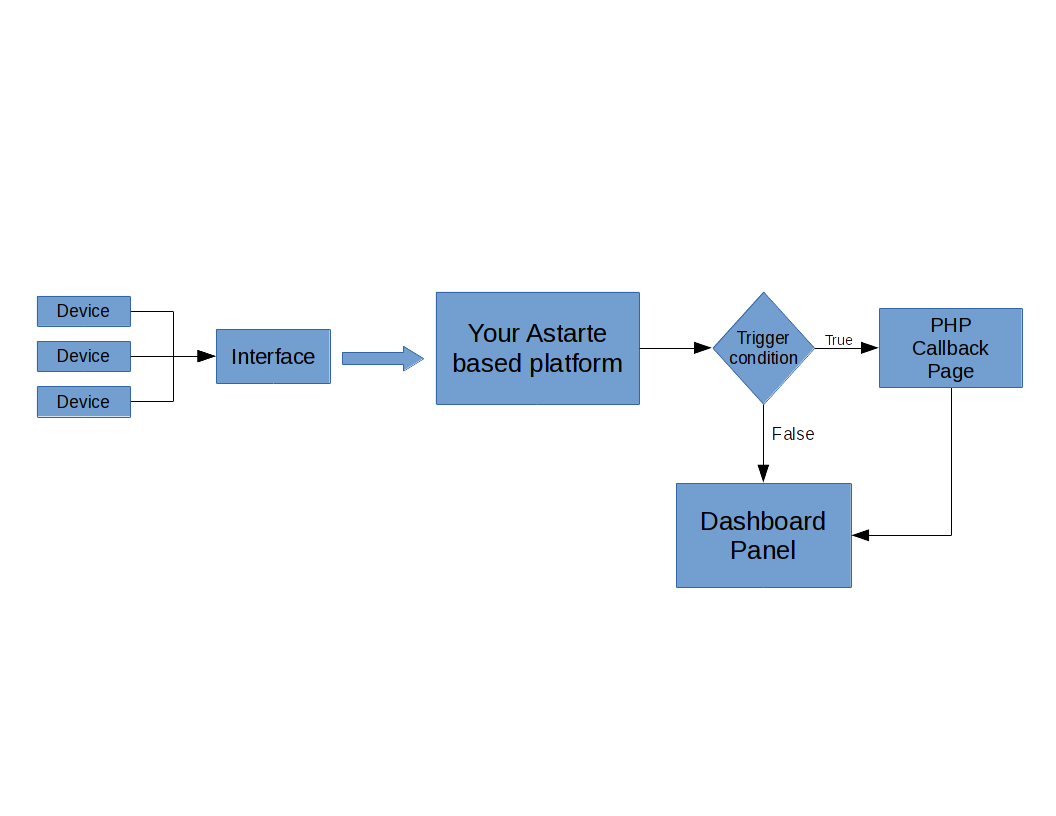 Device
Device
Device
Interface
Your Astarte
based platform
Trigger
condition
True
PHP
Callback
Page
False
Dashboard
Panel